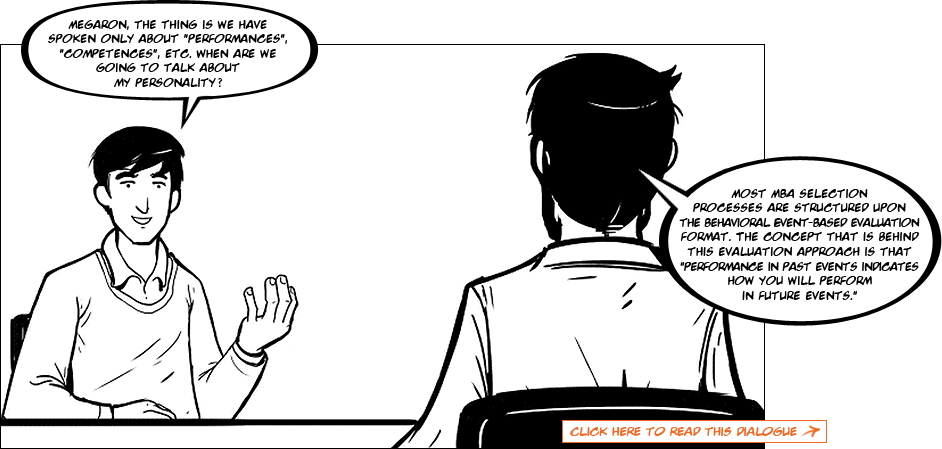 MEGARON, THE THING IS WE HAVE
SPOKEN ONLY ABOUT "PERFORMANCES",
"COMPETENCES", ETC. WHEN ARE WE
GOING TO TALK ABOUT
MY PERSONALITY?
MOST MBA SELECTION
PROCESSES ARE STRUCTURED UPON
THE BEHAVIORAL EVENT-BASED EVALUATION
FORMAT. THE CONCEPT THAT IS BEHIND
THIS EVALUATION APPROACH IS THAT
"PERFORMANCE IN PAST EVENTS INDICATES
HOW YOU WILL PERFORM
IN FUTURE EVENTS."
CLICK HERE TO READ THIS DIALOGUE